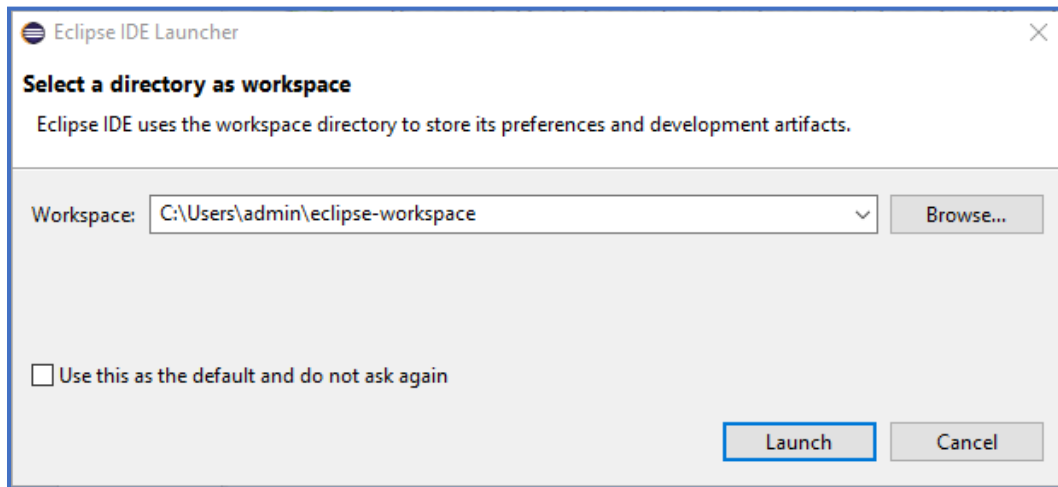 Eclipse IDE Launcher
Select a directory as workspace
Eclipse IDE uses the workspace directory to store its preferences and development artifacts.
Workspace: C:\Users\admin\eclipse-workspace Browse...
Use this as the default and do not ask again
Launch Cancel